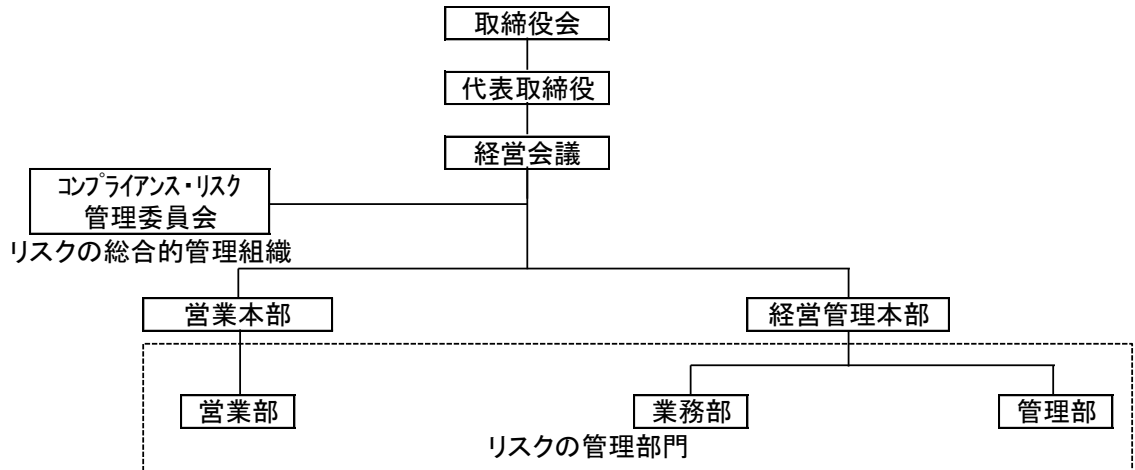 取締役会
代表取締役
経営会議
コンプライアンス・リスク
管理委員会
リスクの総合的管理組織
営業本部
経営管理本部
営業部
業務部
管理部
リスクの管理部門